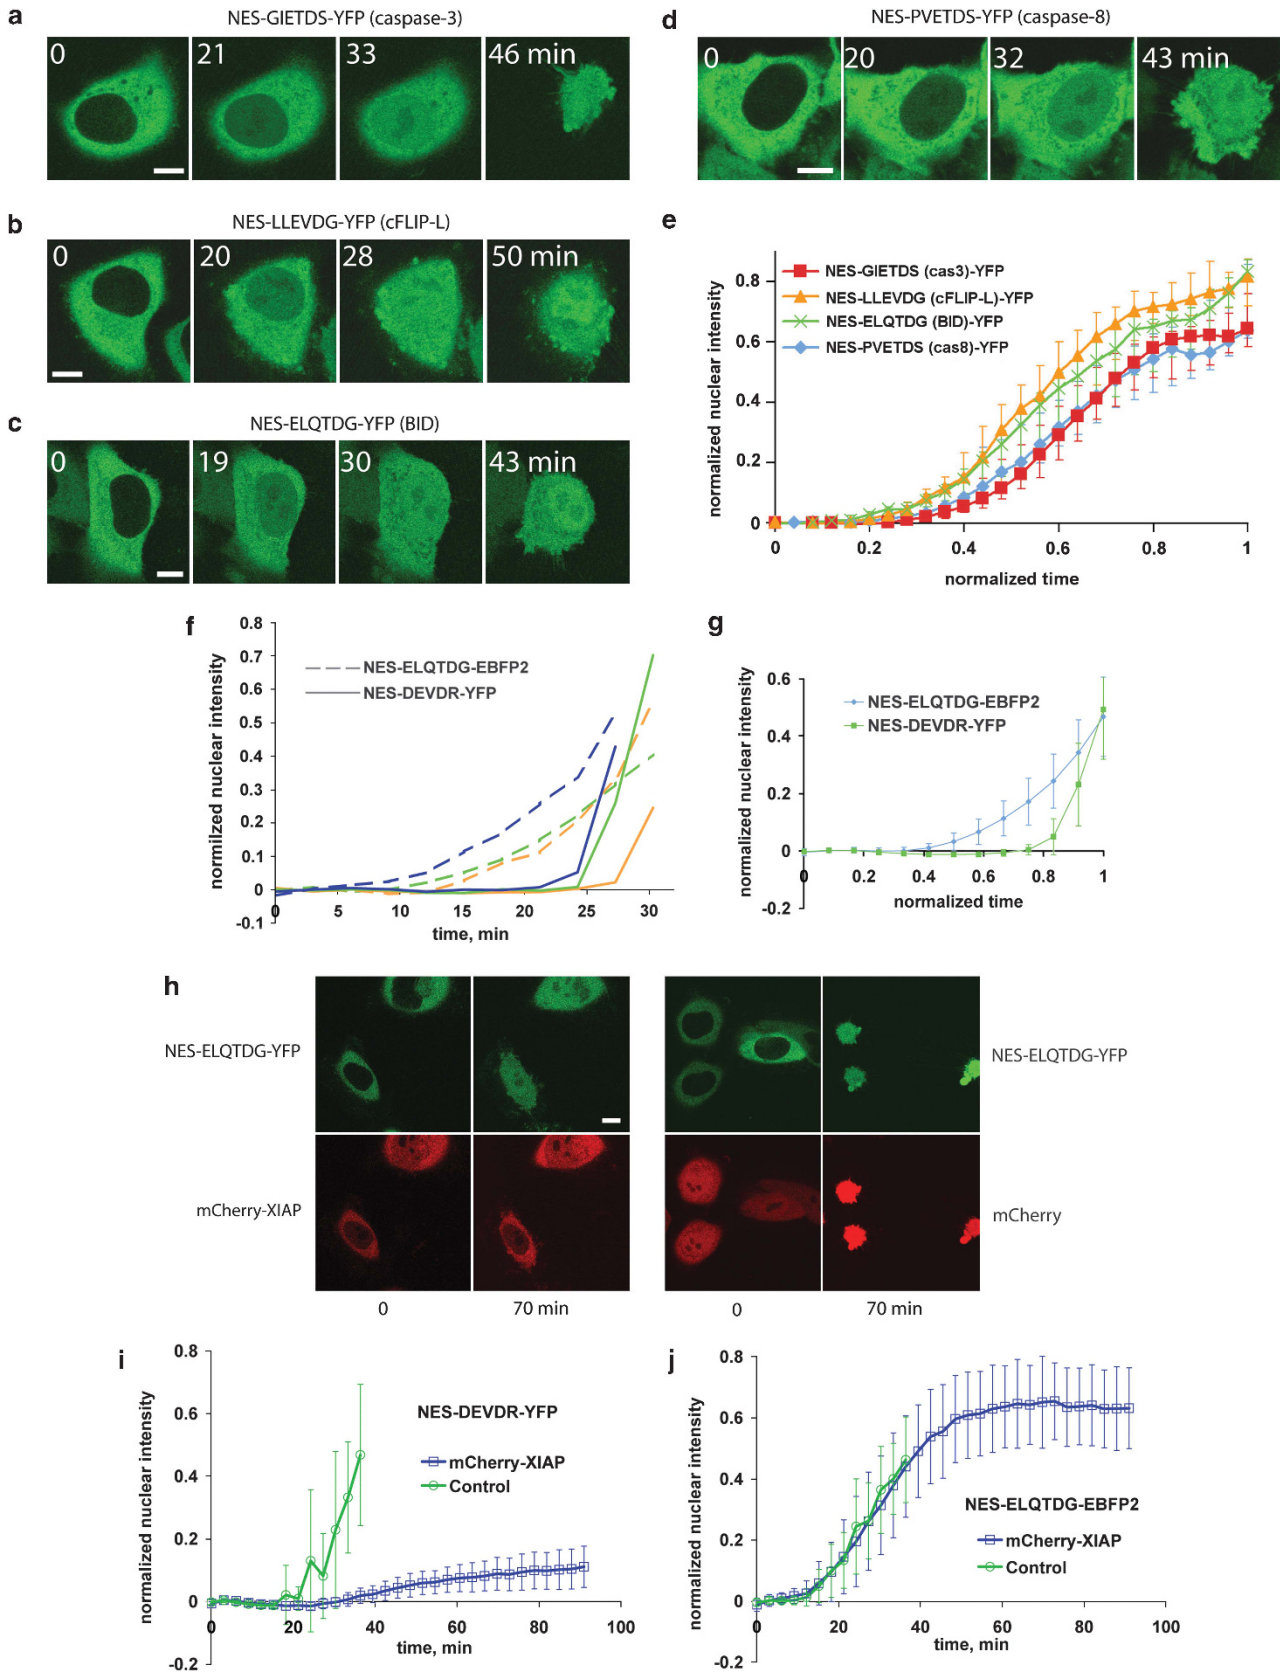 a
NES-GIETDS-YFP (caspase-3)
0
21
33
46 min
d
NES-PVETDS-YFP (caspase-8)
0
20
32
43 min
b
NES-LLEVDG-YFP (cFLIP-L)
0
20
28
50 min
c
NES-ELQTDG-YFP (BID)
0
19
30
43 min
e
NES-GIETDS (cas3)-YFP
NES-LLEVDG (cFLIP-L)-YFP
NES-ELQTDG (BID)-YFP
NES-PVETDS (cas8)-YFP
normalized nuclear intensity
0.8
0.6
0.4
0.2
0
0
0.2
0.4
0.6
0.8
1
normalized time
f
NES-ELQTDG-EBFP2
NES-DEVDR-YFP
normilzed nuclear intensity
0.8
0.7
0.6
0.5
0.4
0.3
0.2
0.1
0
-0.1
0
5
10
15
20
25
30
time, min
g
NES-ELQTDG-EBFP2
NES-DEVDR-YFP
normalized nuclear intensity
0.6
0.4
0.2
0
-0.2
0
0.2
0.4
0.6
0.8
1
normalized time
h
NES-ELQTDG-YFP
NES-ELQTDG-YFP
mCherry-XIAP
mCherry
0
70 min
0
70 min
i
NES-DEVDR-YFP
mCherry-XIAP
Control
normalized nuclear intensity
0.8
0.6
0.4
0.2
0
-0.2
0
20
40
60
80
100
time, min
j
NES-ELQTDG-EBFP2
mCherry-XIAP
Control
normalized nuclear intensity
0.8
0.6
0.4
0.2
0
-0.2
0
20
40
60
80
100
time, min